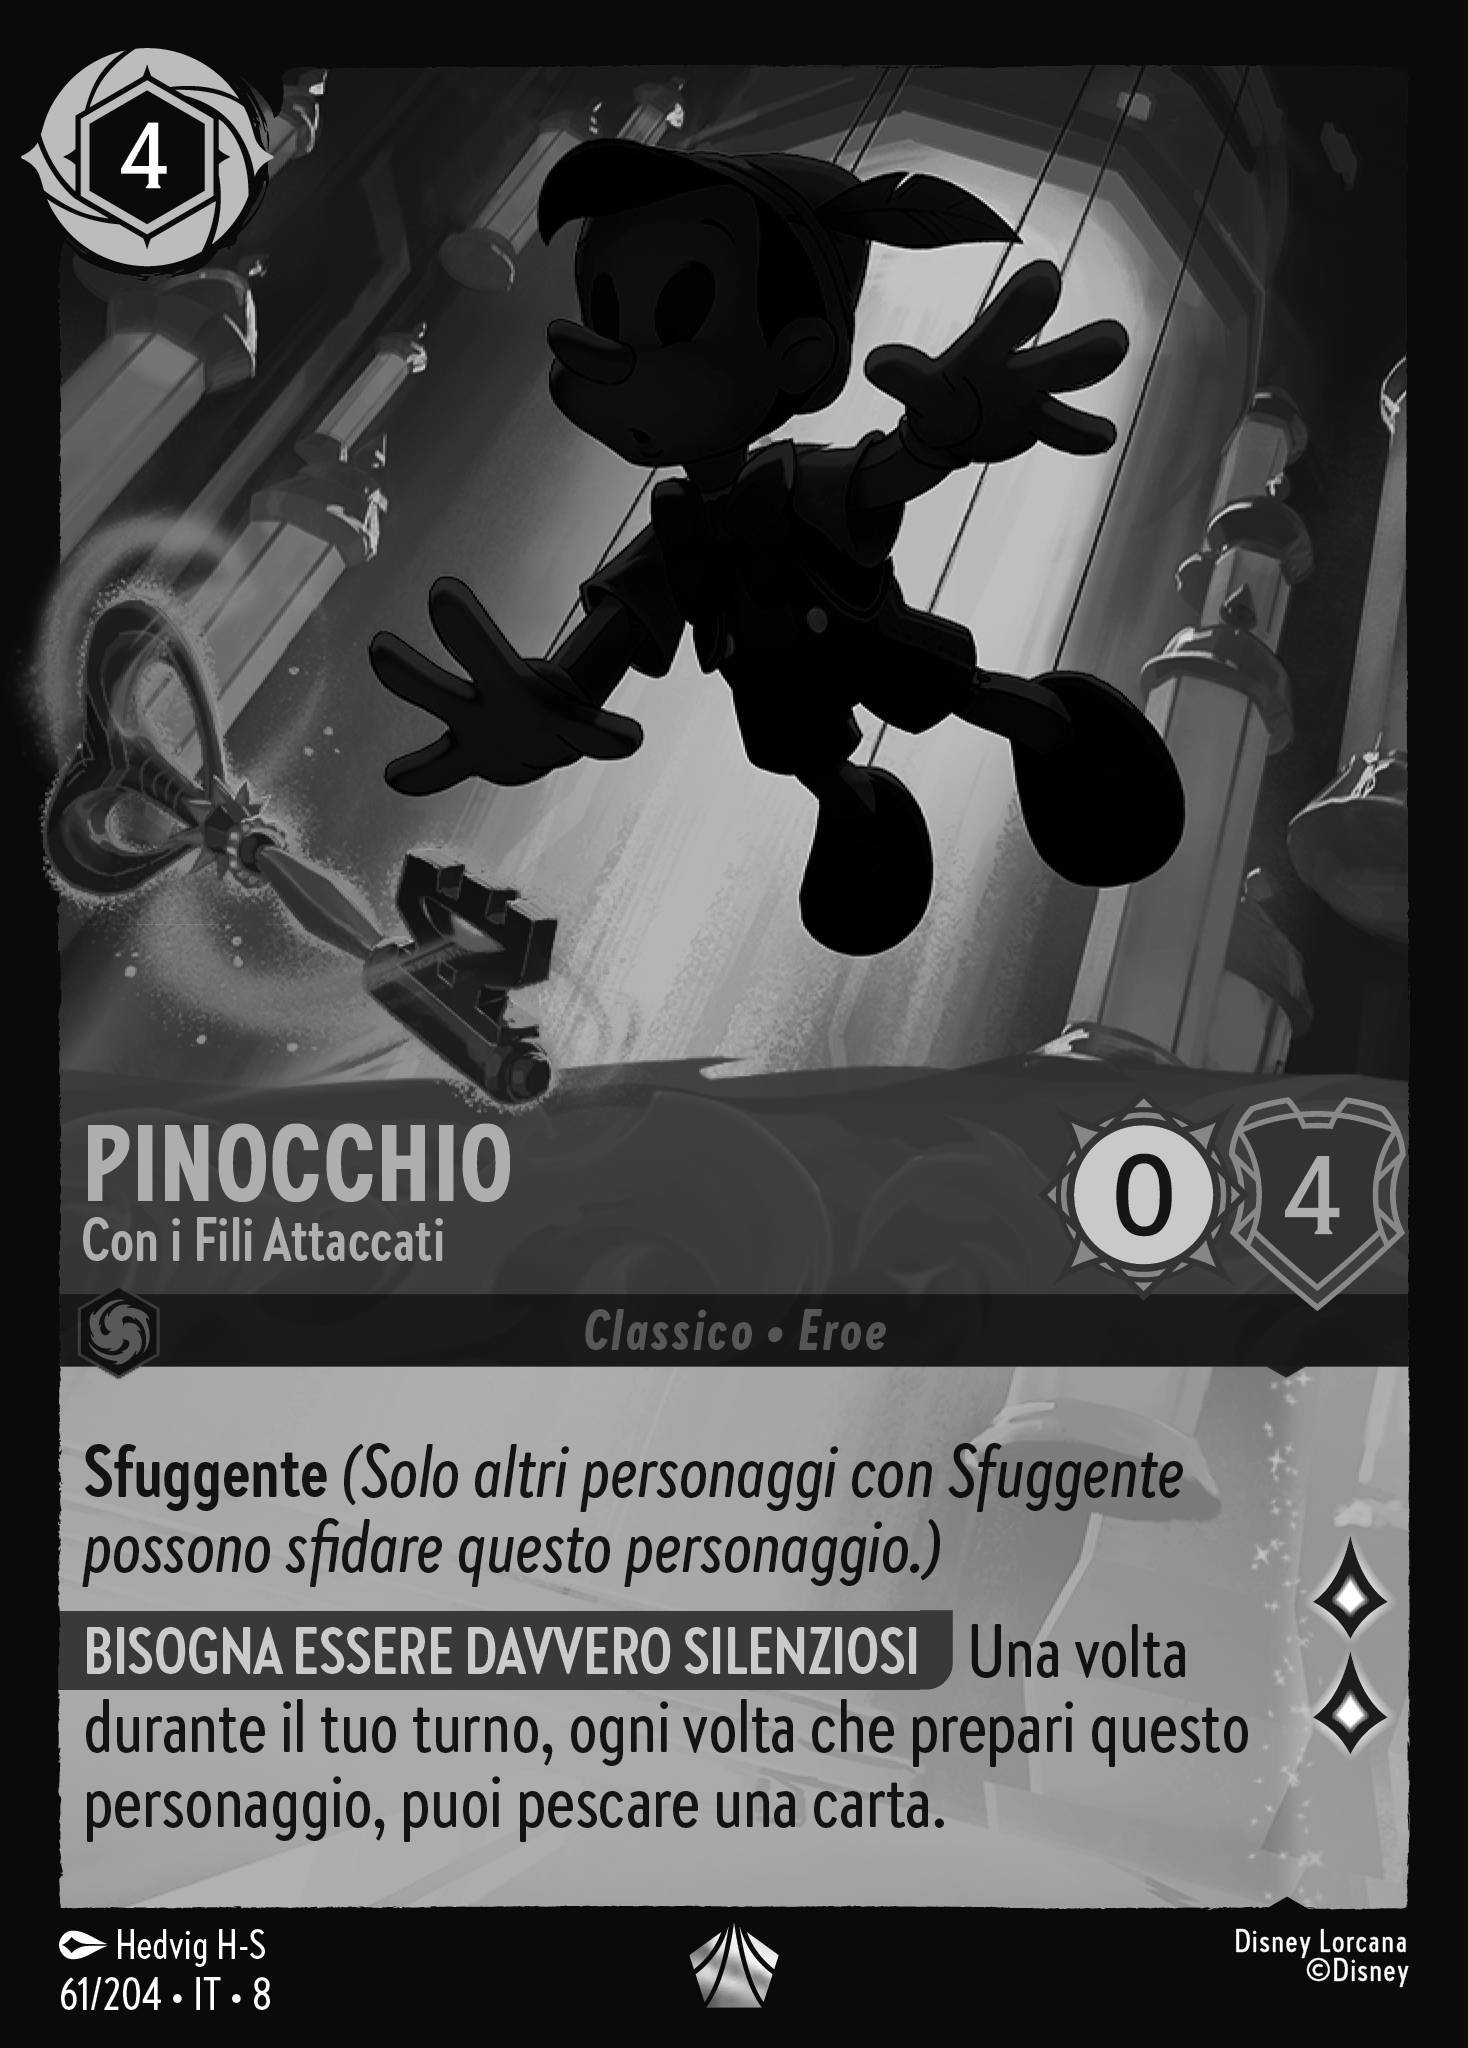 4
PINOCCHIO
Con i Fili Attaccati
0
4
Classico • Eroe
Sfuggente (Solo altri personaggi con Sfuggente
possono sfidare questo personaggio.)
BISOGNA ESSERE DAVVERO SILENZIOSI Una volta
durante il tuo turno, ogni volta che prepari questo
personaggio, puoi pescare una carta.
Hedvig H-S
61/204 • IT • 8
Disney Lorcana
©Disney